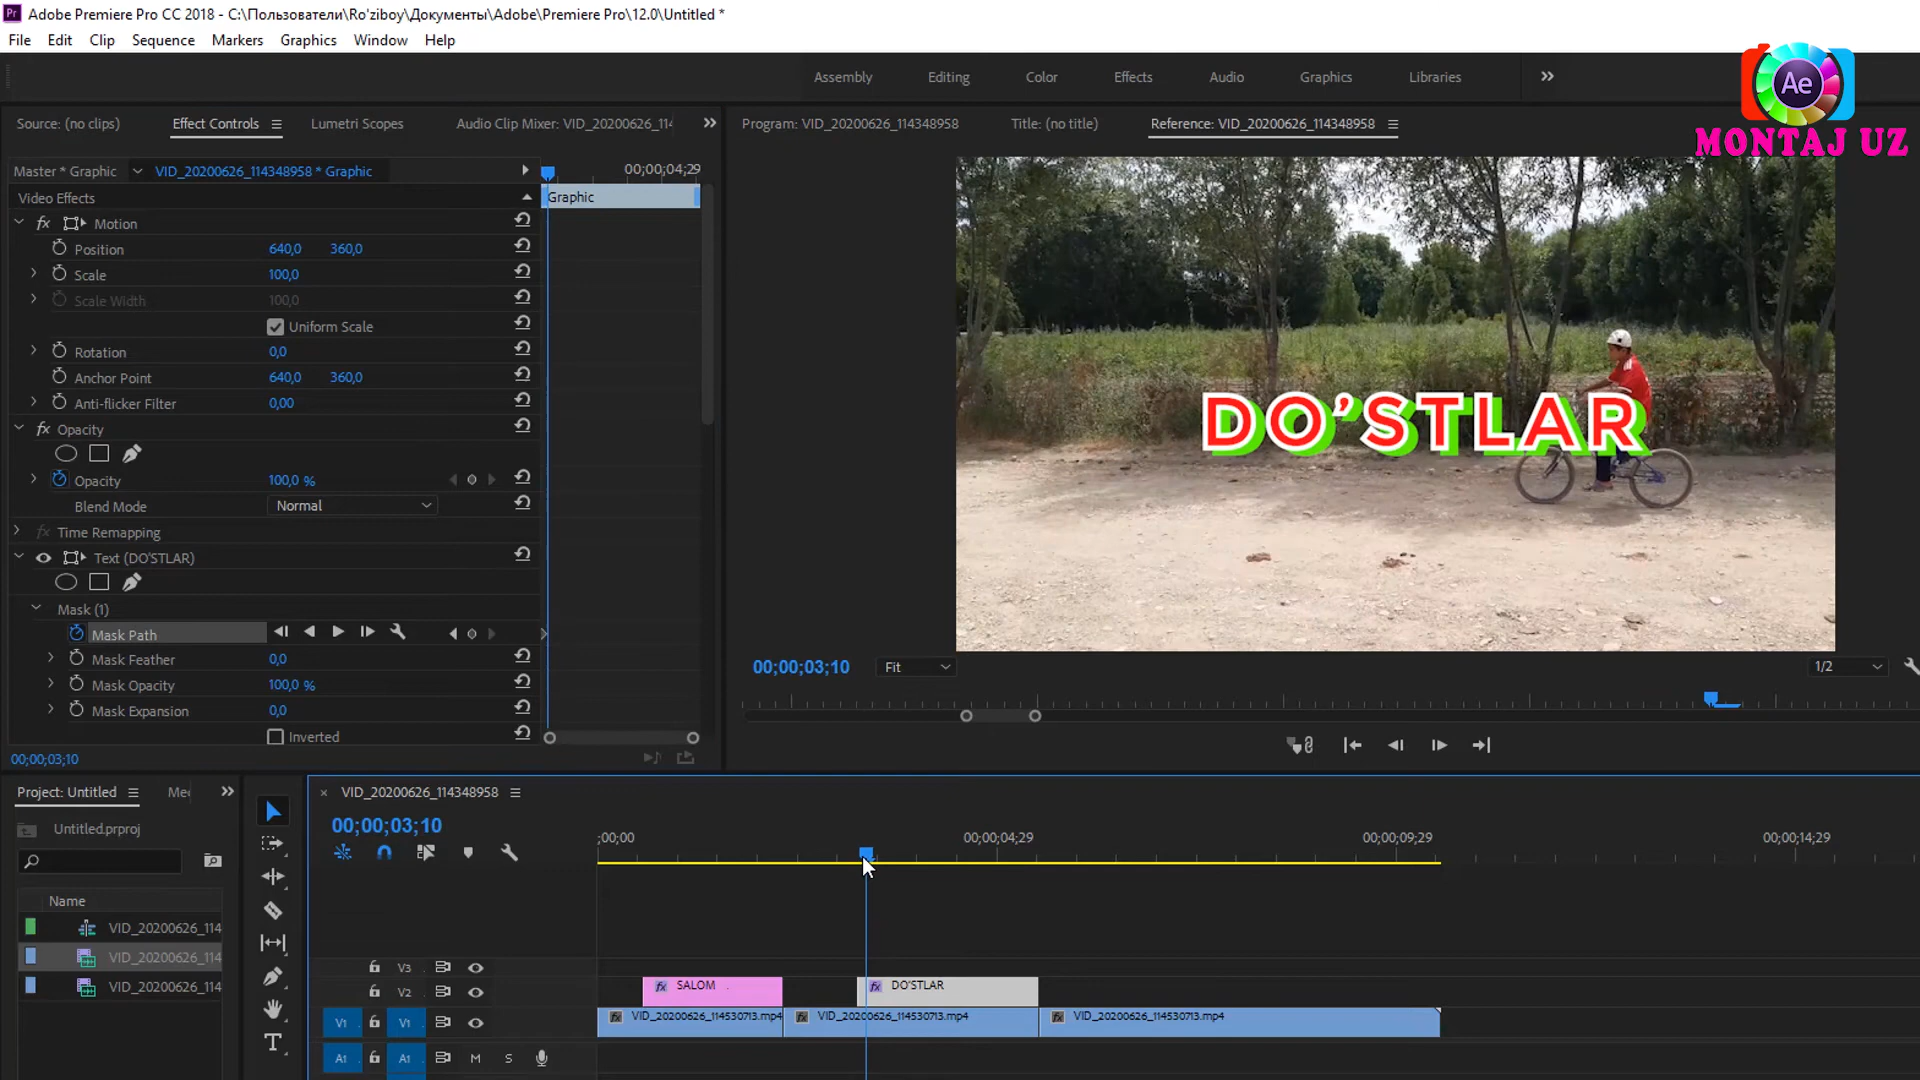 Adobe Premiere Pro CC 2018 - C:\Пользователи\Ro'ziboy\Документы\Adobe\Premiere Pro\12.0\Untitled *
File Edit Clip Sequence Markers Graphics Window Help
Assembly Editing Color Effects Audio Graphics Libraries
Ae
MONTAJ UZ
Source: (no clips) Effect Controls Lumetri Scopes Audio Clip Mixer: VID_20200626_114
Program: VID_20200626_114348958 Title: (no title) Reference: VID_20200626_114348958
Master * Graphic VID_20200626_114348958 * Graphic 00;00;04;29
Video Effects Graphic
fx Motion
Position 640,0 360,0
Scale 100,0
Scale Width 100,0
Uniform Scale
Rotation 0,0
Anchor Point 640,0 360,0
Anti-flicker Filter 0,00
fx Opacity
Opacity 100,0 %
Blend Mode Normal
fx Time Remapping
Text (DO'STLAR)
Mask (1)
Mask Path
Mask Feather 0,0
Mask Opacity 100,0 %
Mask Expansion 0,0
Inverted
00;00;03;10
DO’STLAR
00;00;03;10 Fit 1/2
Project: Untitled Me
Untitled.prproj
Name
VID_20200626_114
VID_20200626_114
VID_20200626_114
VID_20200626_114348958
00;00;03;10
;00;00 00;00;04;29 00;00;09;29 00;00;14;29
V3
V2 fx SALOM fx DO'STLAR
V1 V1 fx VID_20200626_114530713.mp4 fx VID_20200626_114530713.mp4 fx VID_20200626_114530713.mp4
A1 A1 M S